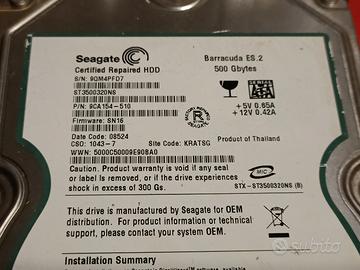 Seagate
Barracuda ES.2
Certified Repaired HDD
500 Gbytes
S/N: 9QM4PFD7
ST3500320NS
P/N: 9CA154-510
SATA
+5V 0.65A
+12V 0.42A
Firmware: SN16
R
SEAGATE
Date Code: 08524
Product of Thailand
CSO: 1043-7 Site Code: KRATSG
WWN: 5000C50009E908A0
Caution: Product warranty is void if any seal
or label is removed, or if the drive experiences
shock in excess of 300 Gs.
MIC
STX-ST3500320NS (B)
This drive is manufactured by Seagate for OEM
distribution. For product information or technical
support, please contact your system OEM.
Installation Summary
subito